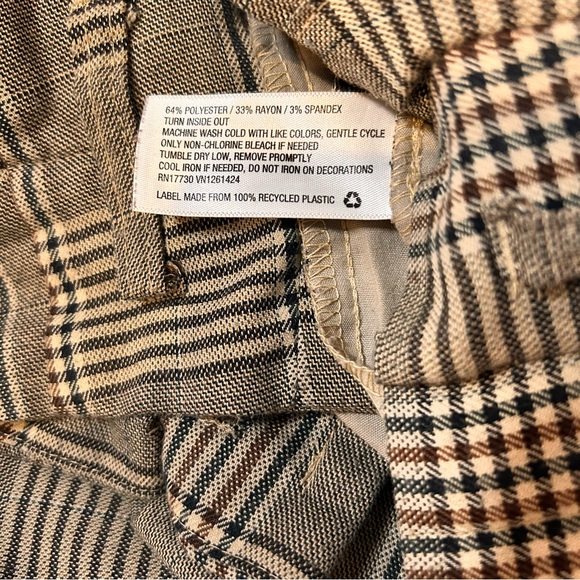 64% POLYESTER / 33% RAYON / 3% SPANDEX
TURN INSIDE OUT
MACHINE WASH COLD WITH LIKE COLORS, GENTLE CYCLE
ONLY NON-CHLORINE BLEACH IF NEEDED
TUMBLE DRY LOW, REMOVE PROMPTLY
COOL IRON IF NEEDED, DO NOT IRON ON DECORATIONS
RN17730 VN1261424
LABEL MADE FROM 100% RECYCLED PLASTIC